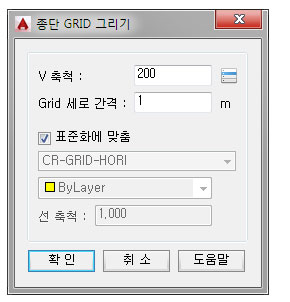 종단 GRID 그리기
V 축척 : 200
Grid 세로 간격 : 1 m
표준화에 맞춤
CR-GRID-HORI
ByLayer
선 축척 : 1,000
확 인 취 소 도움말